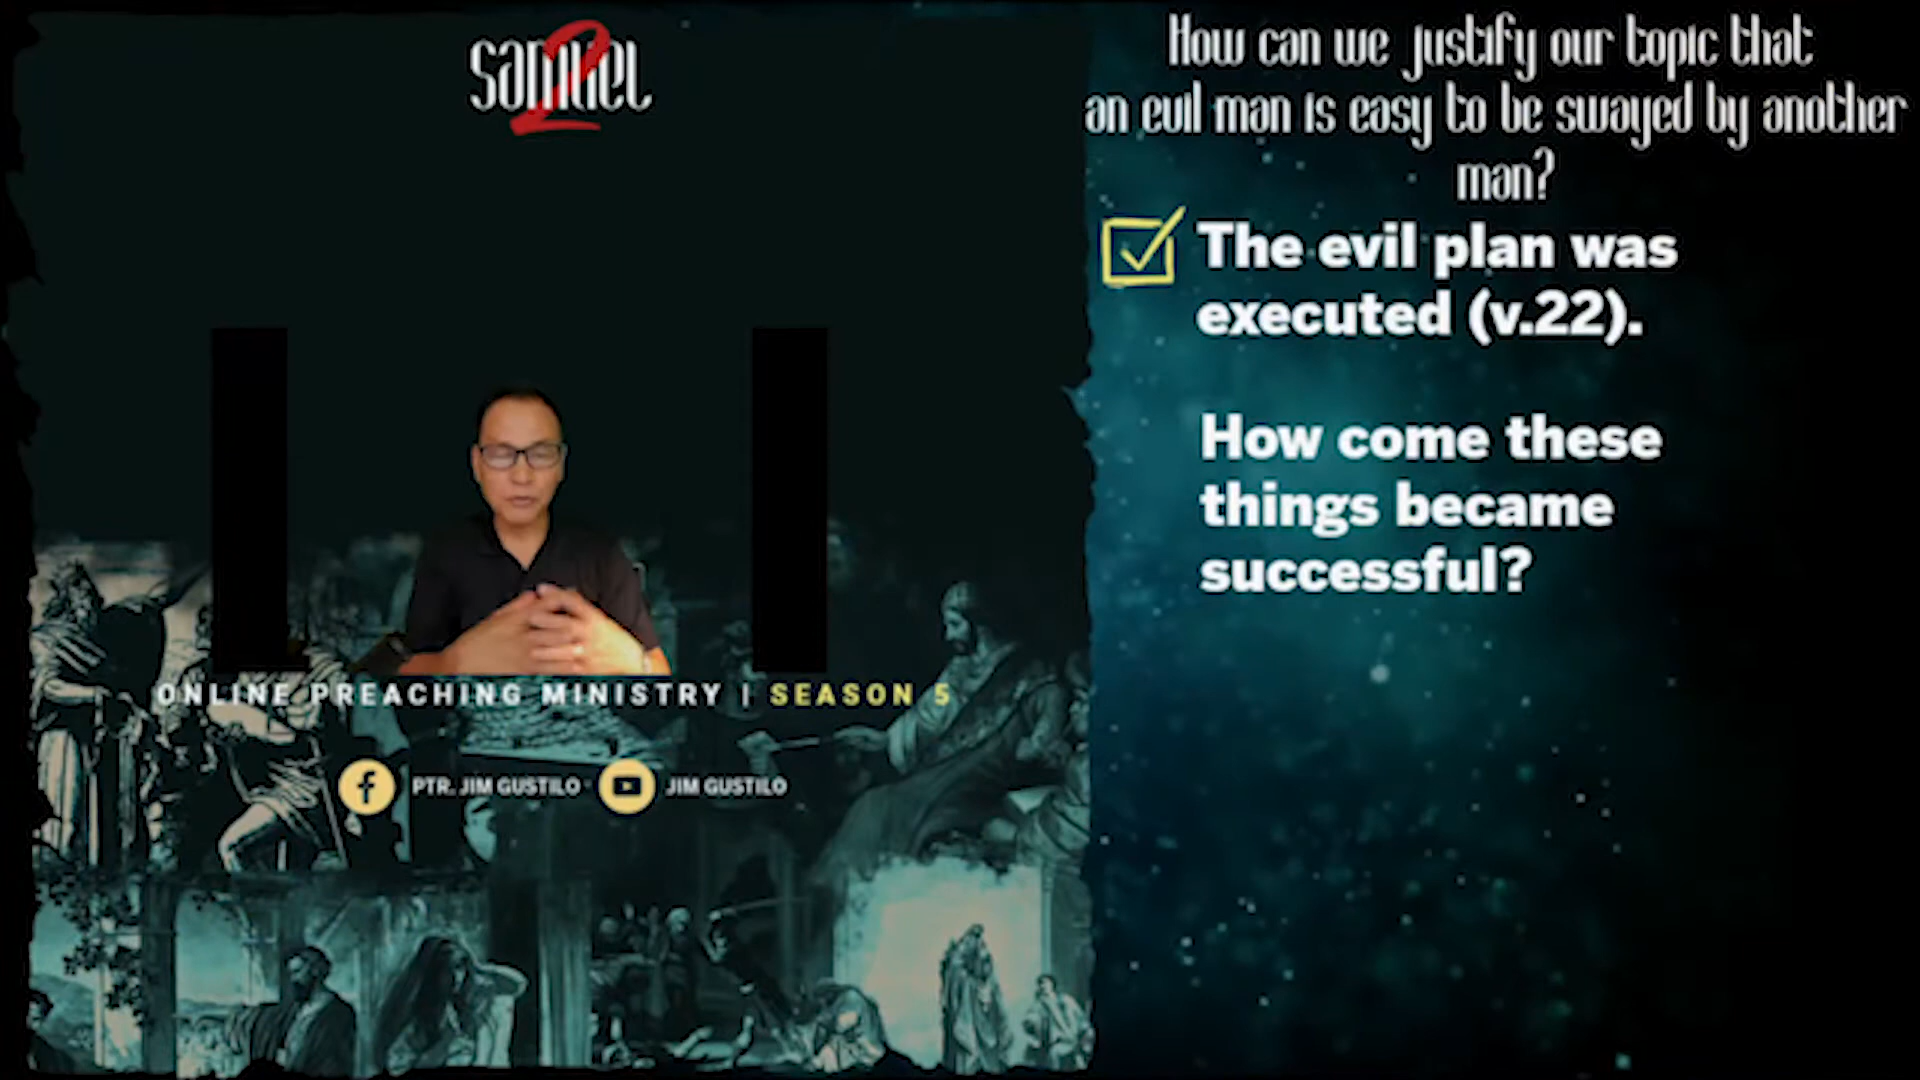 Samuel
2
How can we justify our topic that
an evil man is easy to be swayed by another
man?
The evil plan was
executed (v.22).
How come these
things became
successful?
ONLINE PREACHING MINISTRY | SEASON 5
PTR. JIM GUSTILO
JIM GUSTILO